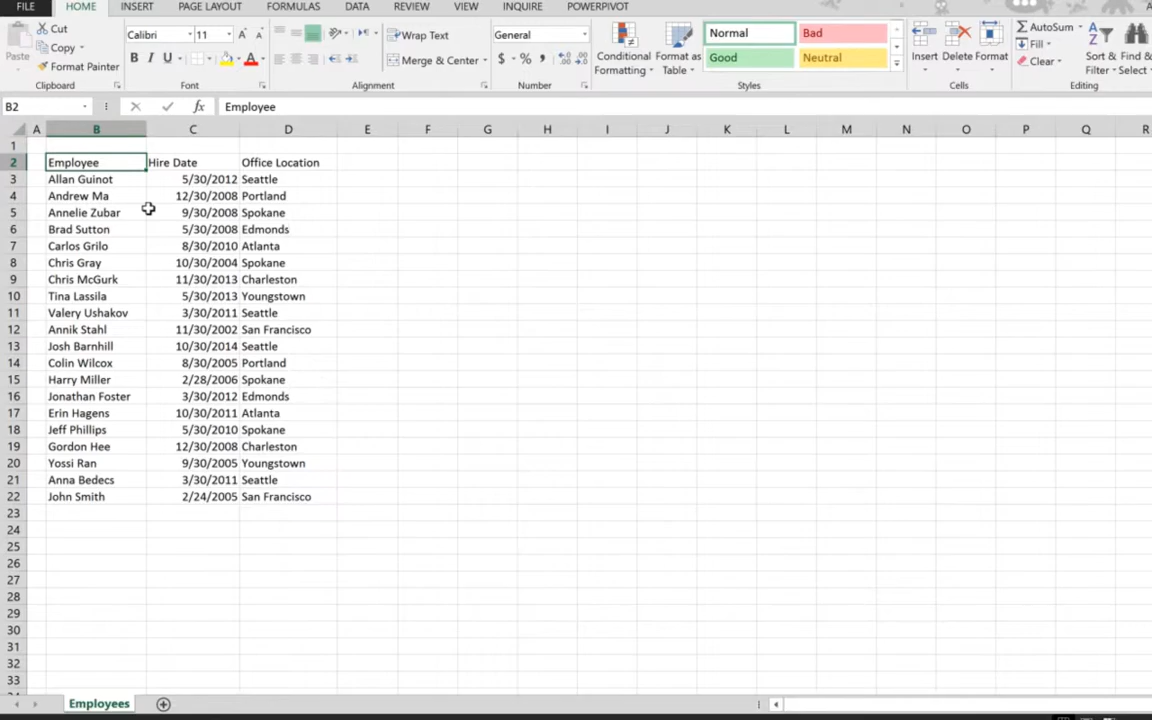 FILE HOME INSERT PAGE LAYOUT FORMULAS DATA REVIEW VIEW INQUIRE POWERPIVOT
Cut
Copy
Format Painter
Paste
Clipboard
Calibri 11
B I U
Font
Wrap Text
Merge & Center
Alignment
General
$ %
Number
Conditional Formatting
Format as Table
Normal Bad
Good Neutral
Styles
Insert Delete Format
Cells
AutoSum
Fill
Clear
Sort & Filter
Find & Select
Editing
B2 fx Employee
A B C D E F G H I J K L M N O P Q R
1
2 Employee Hire Date Office Location
3 Allan Guinot 5/30/2012 Seattle
4 Andrew Ma 12/30/2008 Portland
5 Annelie Zubar 9/30/2008 Spokane
6 Brad Sutton 5/30/2008 Edmonds
7 Carlos Grilo 8/30/2010 Atlanta
8 Chris Gray 10/30/2004 Spokane
9 Chris McGurk 11/30/2013 Charleston
10 Tina Lassila 5/30/2013 Youngstown
11 Valery Ushakov 3/30/2011 Seattle
12 Annik Stahl 11/30/2002 San Francisco
13 Josh Barnhill 10/30/2014 Seattle
14 Colin Wilcox 8/30/2005 Portland
15 Harry Miller 2/28/2006 Spokane
16 Jonathan Foster 3/30/2012 Edmonds
17 Erin Hagens 10/30/2011 Atlanta
18 Jeff Phillips 5/30/2010 Spokane
19 Gordon Hee 12/30/2008 Charleston
20 Yossi Ran 9/30/2005 Youngstown
21 Anna Bedecs 3/30/2011 Seattle
22 John Smith 2/24/2005 San Francisco
23
24
25
26
27
28
29
30
31
32
33
Employees